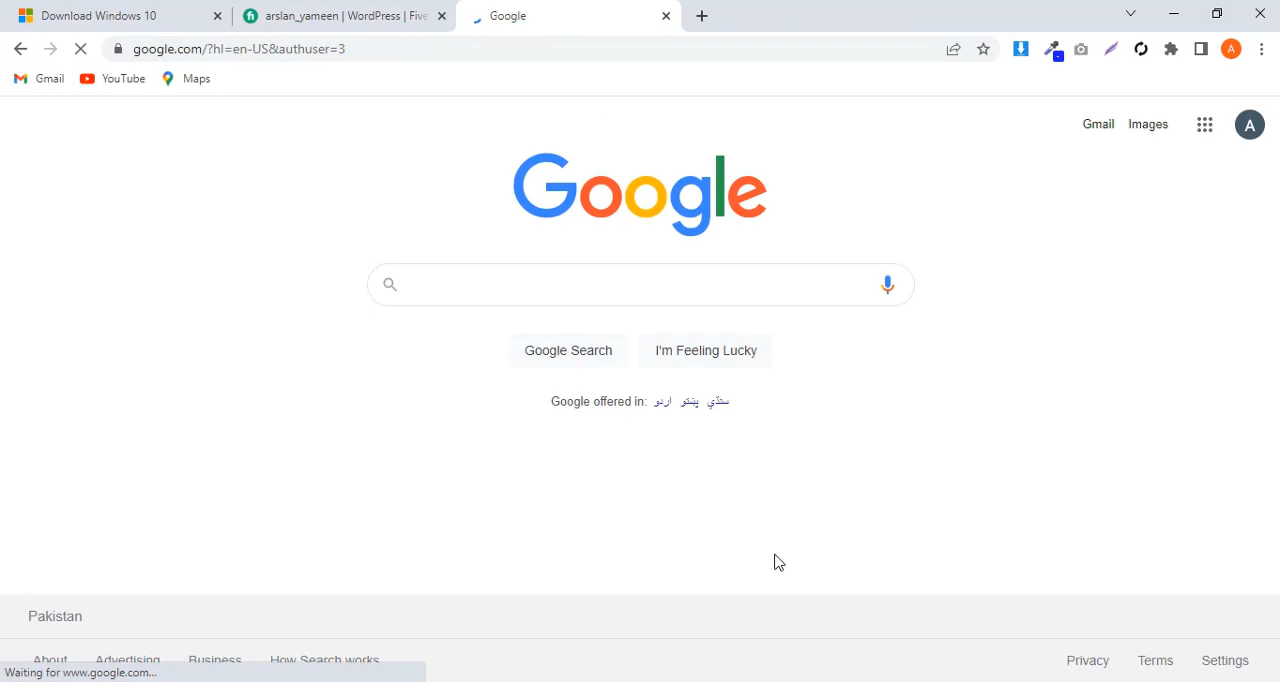 Download Windows 10
arslan_yameen | WordPress | Five
Google
google.com/?hl=en-US&authuser=3
A
Gmail YouTube Maps
Gmail Images
A
Google
Google Search I'm Feeling Lucky
Google offered in: اردو پښتو سنڌي
Pakistan
About Advertising Business How Search works
Privacy Terms Settings
Waiting for www.google.com...